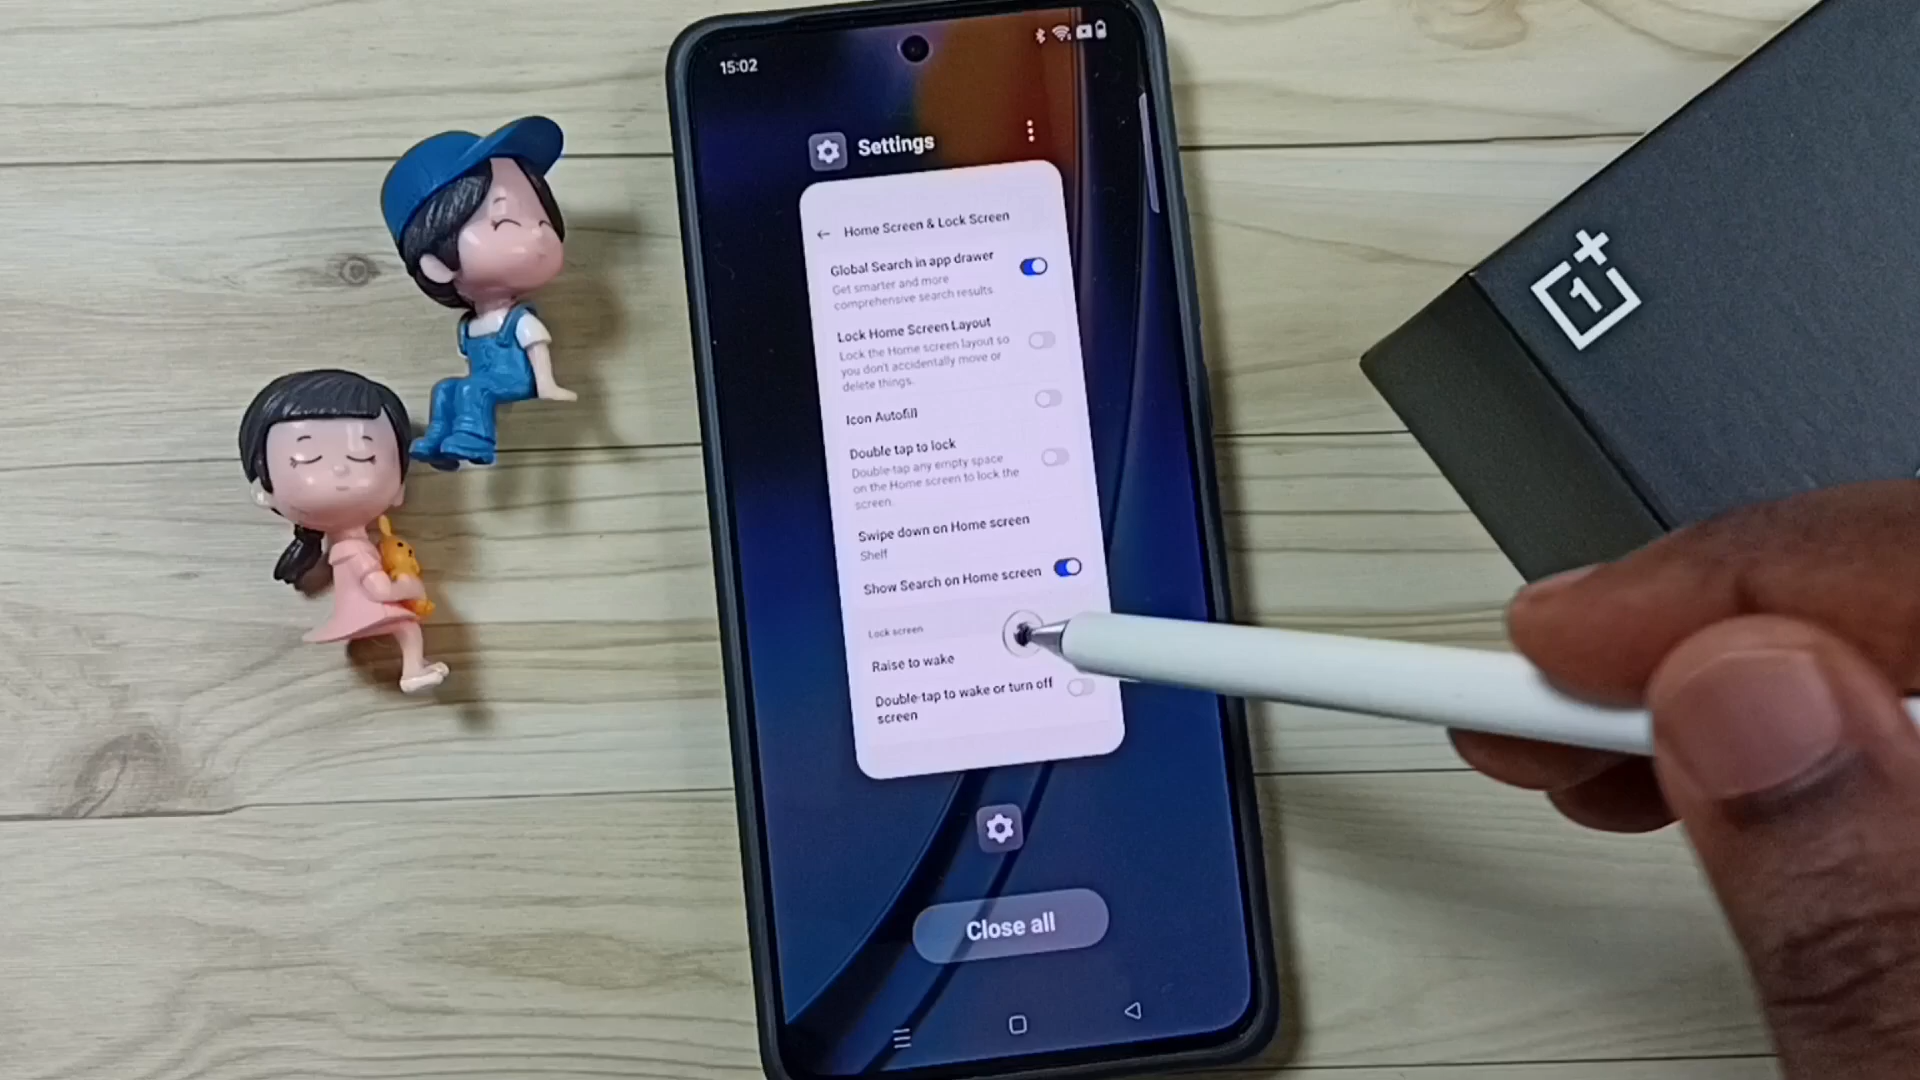 15:02
Settings
Home Screen & Lock Screen
Global Search in app drawer
Get smarter and more
comprehensive search results.
Lock Home Screen Layout
Lock the Home screen layout so
you don't accidentally move or
delete things.
Icon Autofill
Double tap to lock
Double-tap any empty space
on the Home screen to lock the
screen.
Swipe down on Home screen
Shelf
Show Search on Home screen
Lock screen
Raise to wake
Double-tap to wake or turn off
screen
Close all
1+